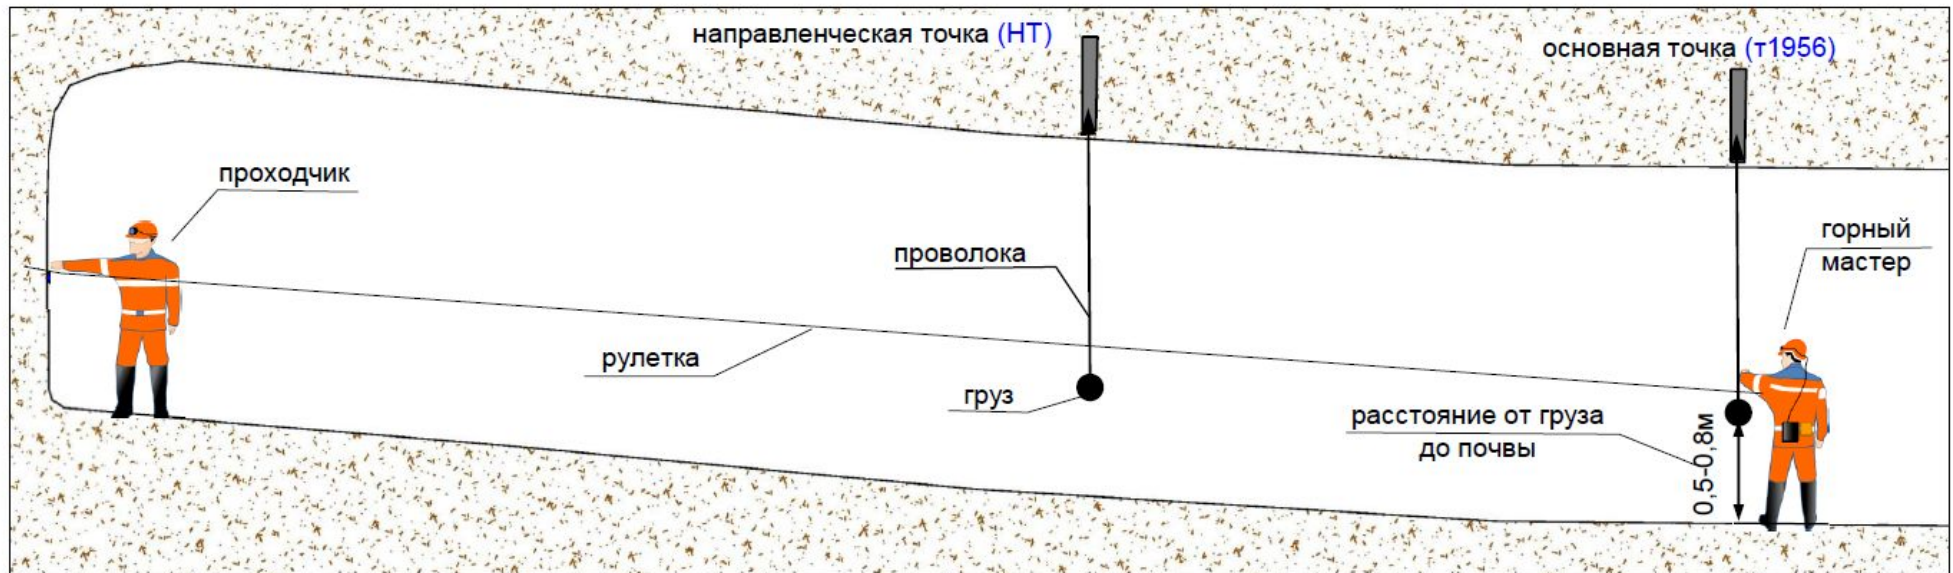 направленческая точка (НТ)
основная точка (т1956)
проходчик
проволока
горный
мастер
рулетка
груз
расстояние от груза
до почвы
0,5-0,8м